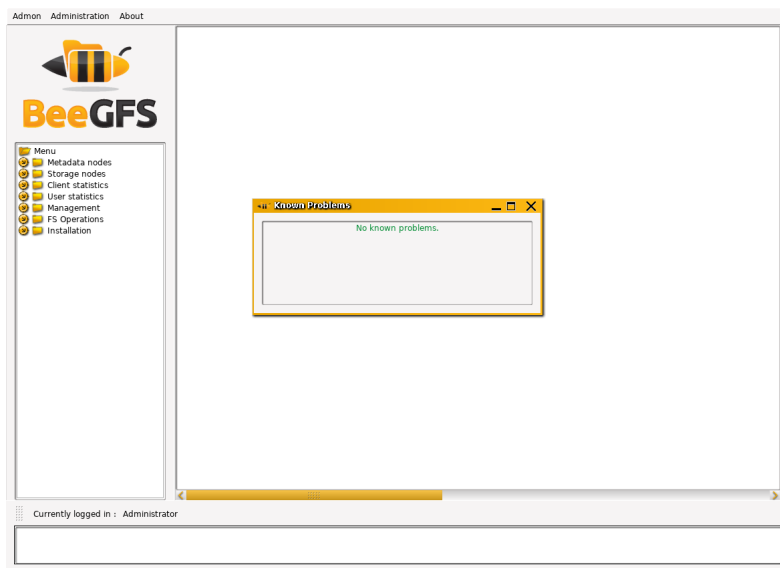 Admon Administration About
BeeGFS
Menu
Metadata nodes
Storage nodes
Client statistics
User statistics
Management
FS Operations
Installation
Known Problems
No known problems.
Currently logged in : Administrator